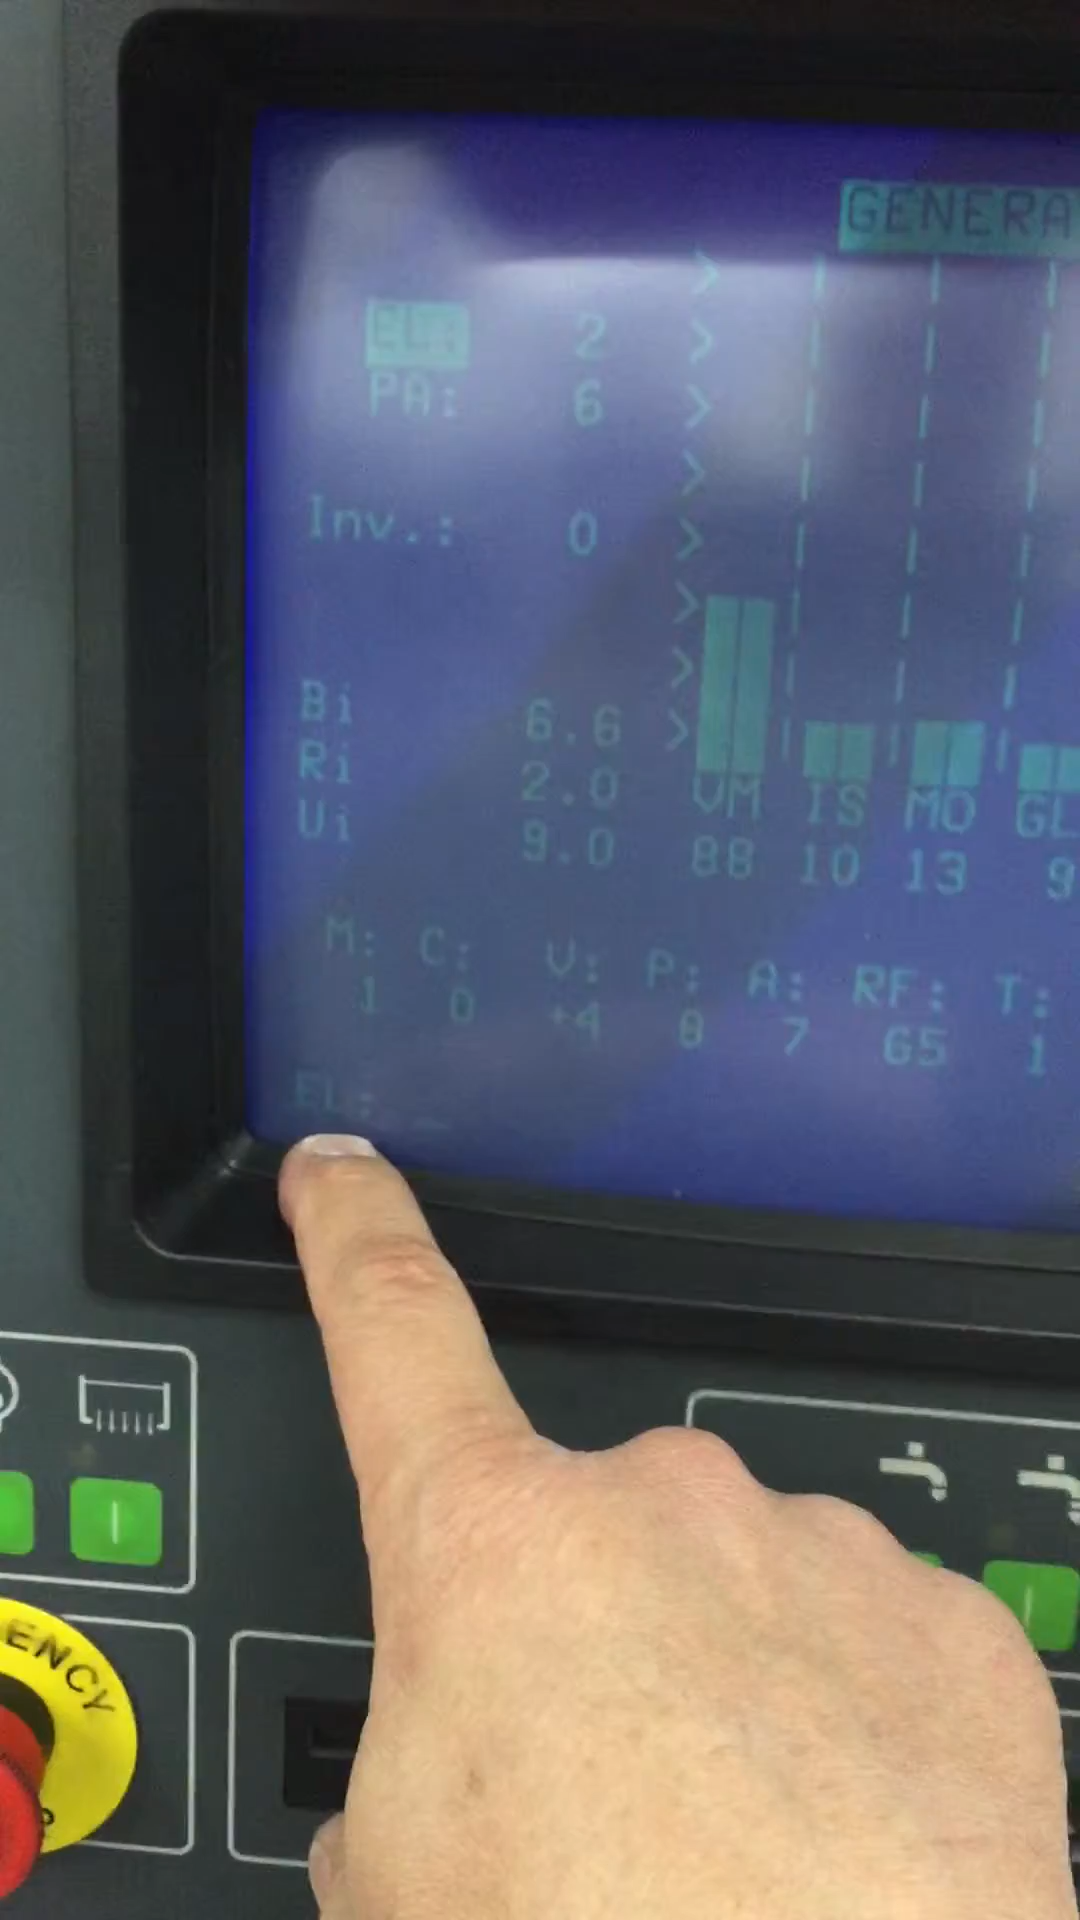 GENERA
EL: 2
PA: 6
Inv.: 0
Bi 6.6
Ri 2.0
Ui 9.0
VM IS MO GL
88 10 13 9
M: C: V: P: A: RF: T:
1 0 +4 8 7 65 1
EL: _
ENCY